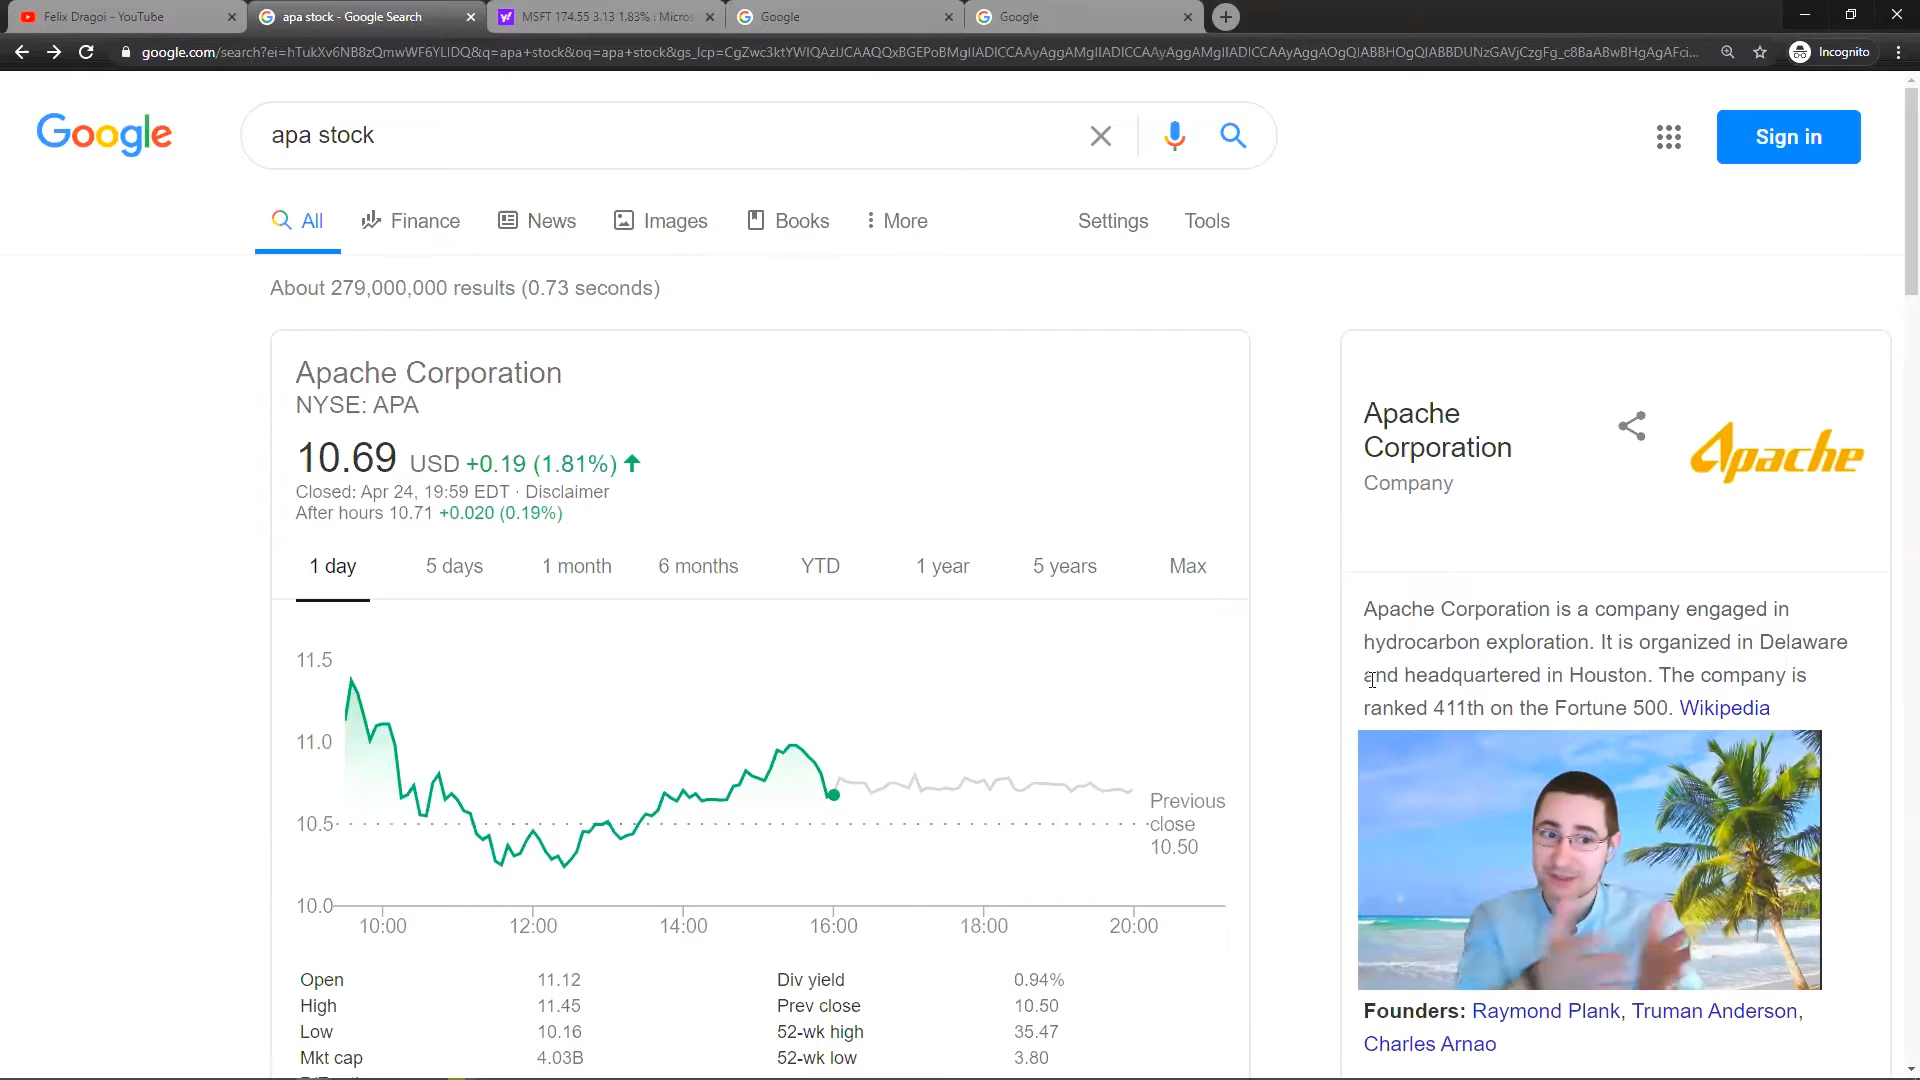 Felix Dragoi - YouTube
apa stock - Google Search
MSFT 174.55 3.13 1.83% : Micros
Google
Google
google.com/search?ei=hTukXv6NB8zQmwWF6YLIDQ&q=apa+stock&oq=apa+stock&gs_lcp=CgZwc3ktYWIQAzIJCAAQQxBGEPoBMgIIADICCAAyAggAMgIIADICCAAyAggAMgIIADICCAAyAggAOgQIABBHOgQIABBDUNzGAVjCzgFg_c8BaABwBHgAgAFci...
Incognito
Google
apa stock
Sign in
All
Finance
News
Images
Books
More
Settings
Tools
About 279,000,000 results (0.73 seconds)
Apache Corporation
NYSE: APA
10.69 USD +0.19 (1.81%)
Closed: Apr 24, 19:59 EDT · Disclaimer
After hours 10.71 +0.020 (0.19%)
1 day
5 days
1 month
6 months
YTD
1 year
5 years
Max
11.5
11.0
10.5
10.0
Previous
close
10.50
10:00
12:00
14:00
16:00
18:00
20:00
Open 11.12
High 11.45
Low 10.16
Mkt cap 4.03B
Div yield 0.94%
Prev close 10.50
52-wk high 35.47
52-wk low 3.80
Apache
Corporation
Company
Apache
Apache Corporation is a company engaged in
hydrocarbon exploration. It is organized in Delaware
and headquartered in Houston. The company is
ranked 411th on the Fortune 500. Wikipedia
Founders: Raymond Plank, Truman Anderson,
Charles Arnao